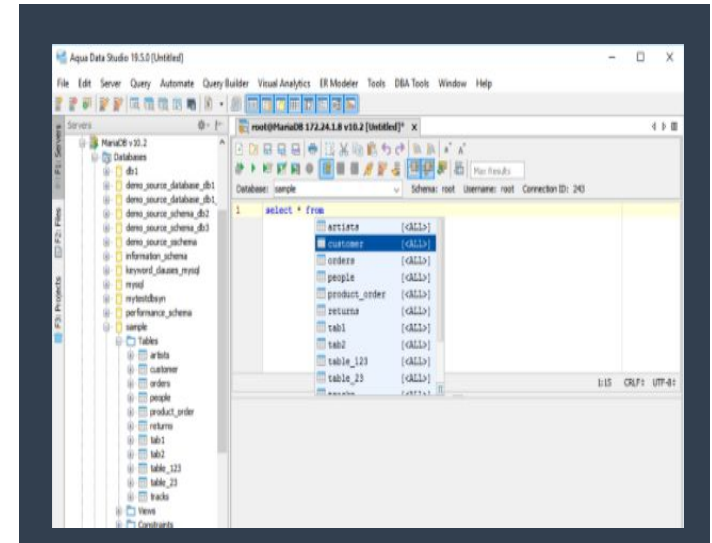 Aqua Data Studio 19.5.0 [Untitled]
File Edit Server Query Automate Query Builder Visual Analytics ER Modeler Tools DBA Tools Window Help
Servers
root@MariaDB 172.24.1.8 v10.2 [Untitled]* X
F1: Servers
F2: Files
F3: Projects
MariaDB v10.2
Databases
db1
demo_source_database_db1
demo_source_database_db1_
demo_source_schema_db2
demo_source_schema_db3
demo_source_sschema
information_schema
keyword_clauses_mysql
mysql
mytestdbsyn
performance_schema
sample
Tables
artists
customer
orders
people
product_order
returns
tab1
tab2
table_123
table_23
tracks
Views
Constraints
Max Results
Database: sample Schema: root Username: root Connection ID: 243
1 select * from
artists [<ALL>]
customer [<ALL>]
orders [<ALL>]
people [<ALL>]
product_order [<ALL>]
returns [<ALL>]
tab1 [<ALL>]
tab2 [<ALL>]
table_123 [<ALL>]
table_23 [<ALL>]
tracks [<ALL>]
1:15 CRLF UTF-8